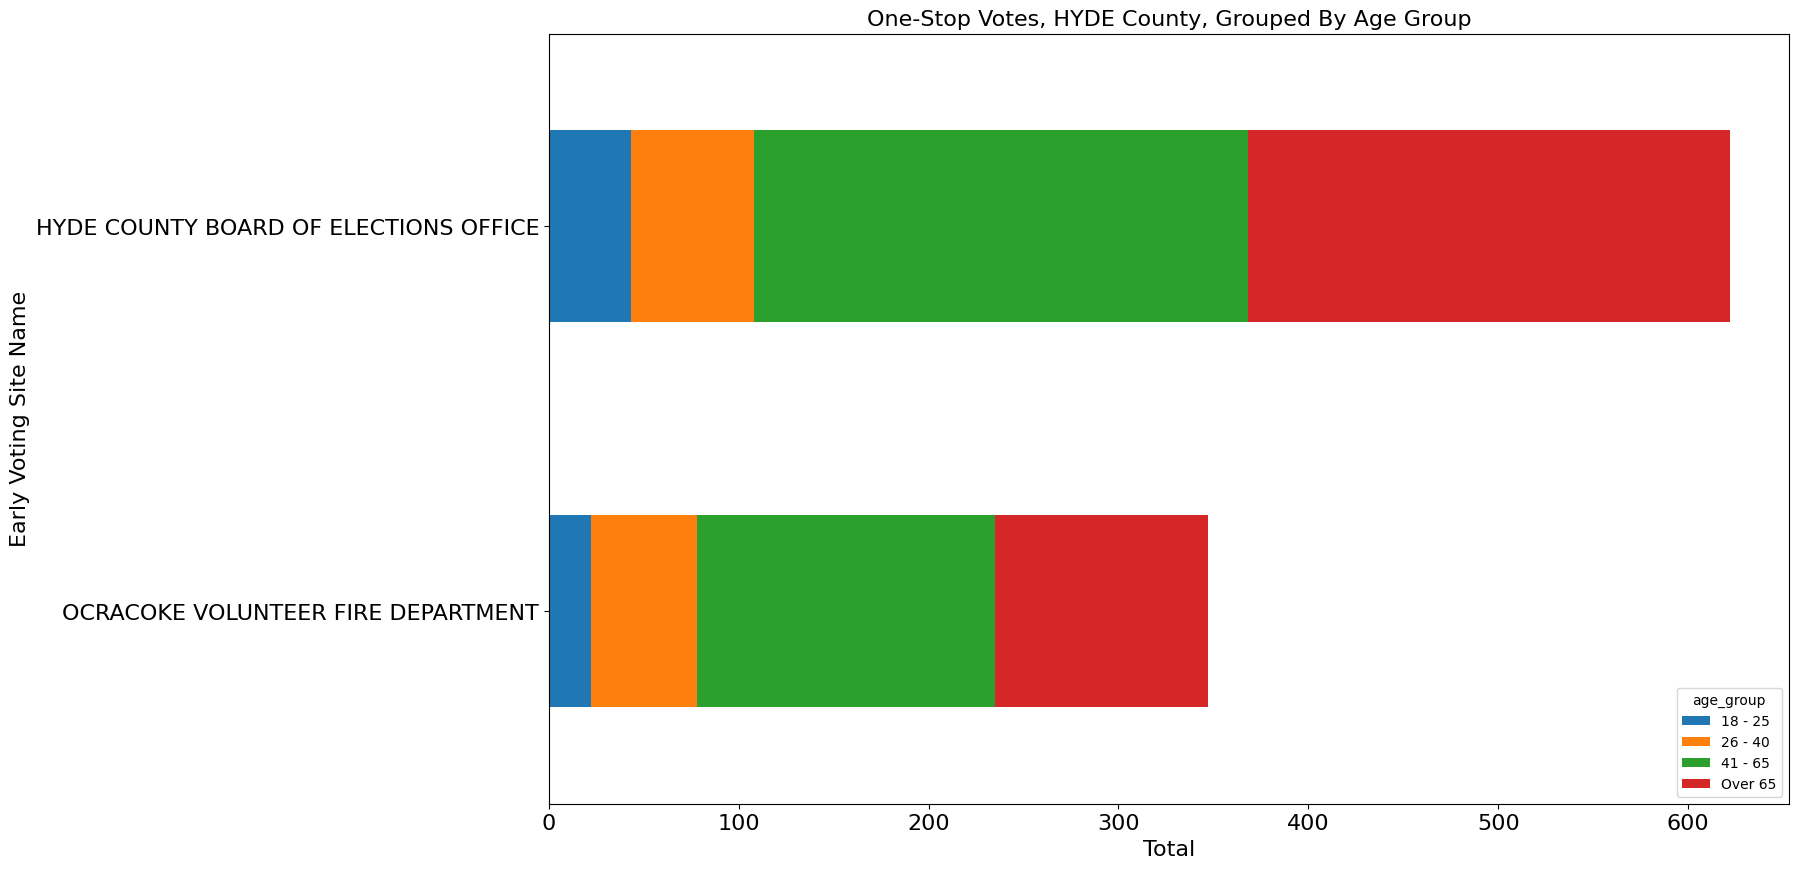 One-Stop Votes, HYDE County, Grouped By Age Group
Early Voting Site Name
HYDE COUNTY BOARD OF ELECTIONS OFFICE
OCRACOKE VOLUNTEER FIRE DEPARTMENT
age_group
18 - 25
26 - 40
41 - 65
Over 65
0 100 200 300 400 500 600
Total